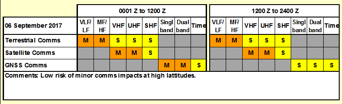 0001 Z to 1200 Z 1200 Z to 2400 Z
06 September 2017 VLF/ LF MF/ HF VHF UHF SHF Singl band Dual band Time VLF/ LF MF/ HF VHF UHF SHF Singl band Dual band Time
Terrestrial Comms M M S S S M M S S S
Satellite Comms M M S M M S
GNSS Comms M M S M M S
Comments: Low risk of minor comms impacts at high lattitudes.